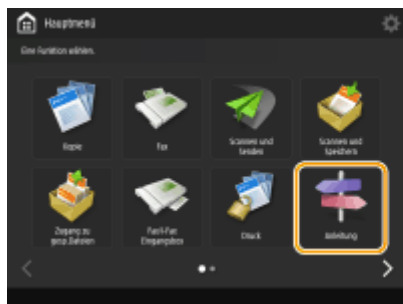 Hauptmenü
Eine Funktion wählen.
Kopie
Fax
Scannen und
Senden
Scannen und
Speichern
Zugang zu
gesp.Dateien
Fax/I-Fax
Eingangsbox
Druck
Anleitung